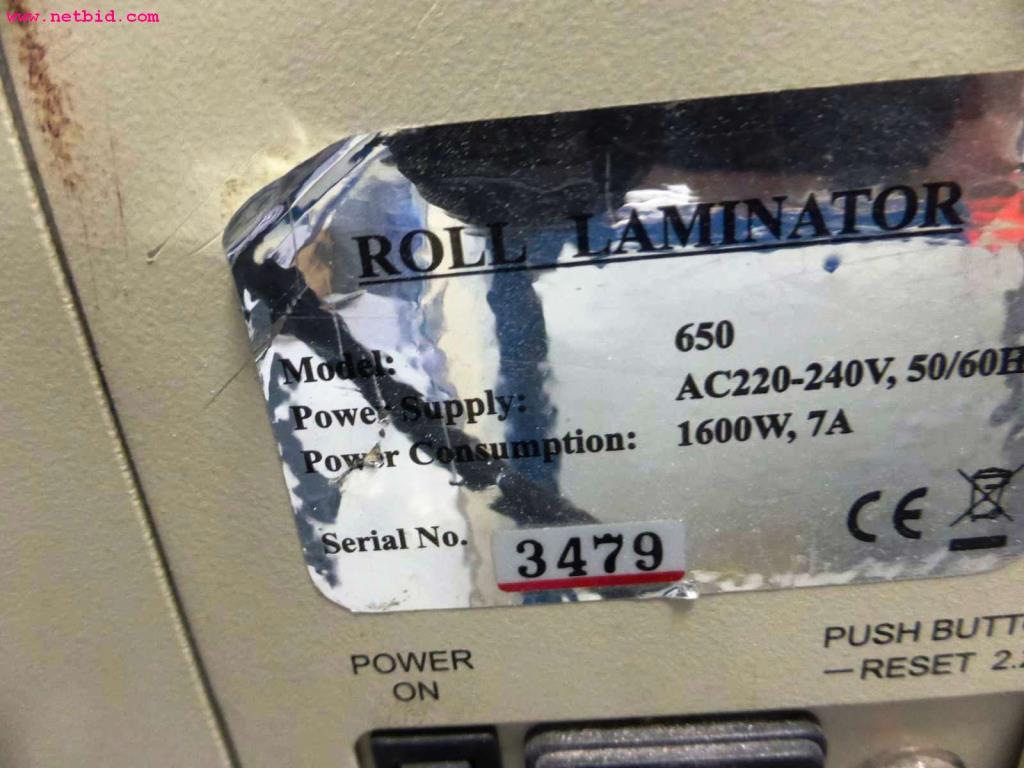 www.netbid.com
ROLL LAMINATOR
Model: 650
Power Supply: AC220-240V, 50/60H
Power Consumption: 1600W, 7A
Serial No. 3479
CE
POWER
ON
PUSH BUTT
—RESET 2.